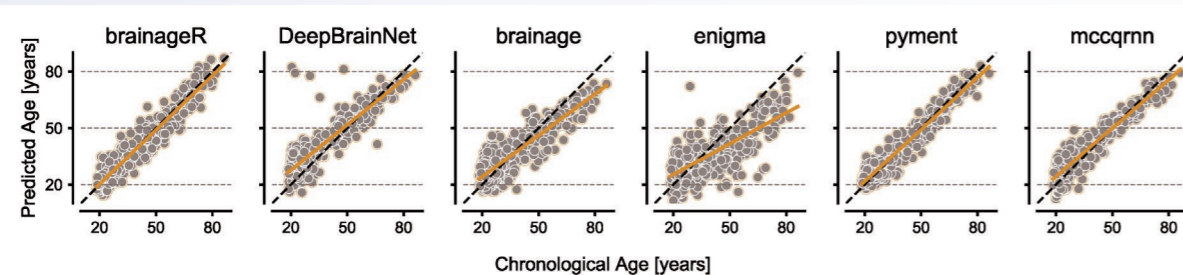 brainageR DeepBrainNet brainage enigma pyment mccqrnn
Predicted Age [years]
80
50
20
20 50 80 20 50 80 20 50 80 20 50 80 20 50 80 20 50 80
Chronological Age [years]